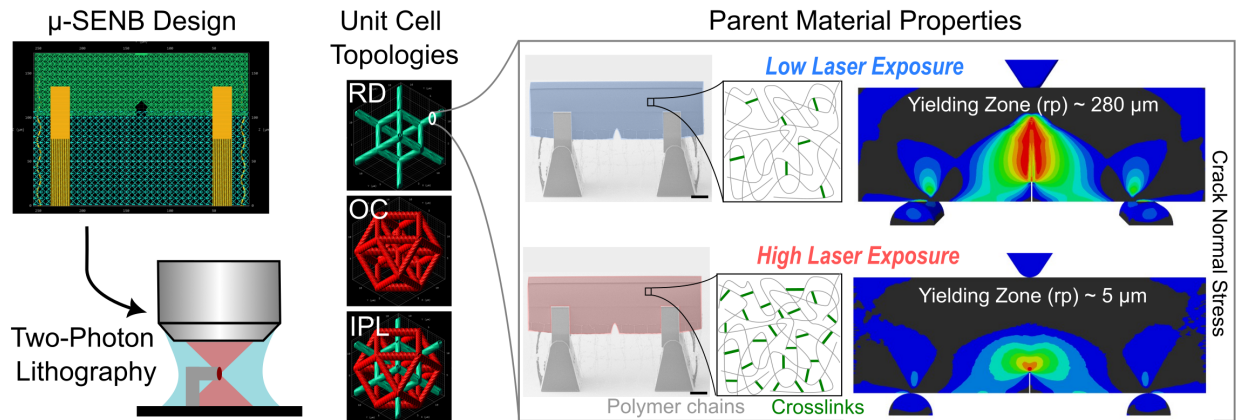 μ-SENB Design
Unit Cell
Topologies
Parent Material Properties
RD
OC
IPL
Two-Photon
Lithography
Low Laser Exposure
Yielding Zone (rp) ~ 280 μm
High Laser Exposure
Yielding Zone (rp) ~ 5 μm
Polymer chains
Crosslinks
Crack Normal Stress